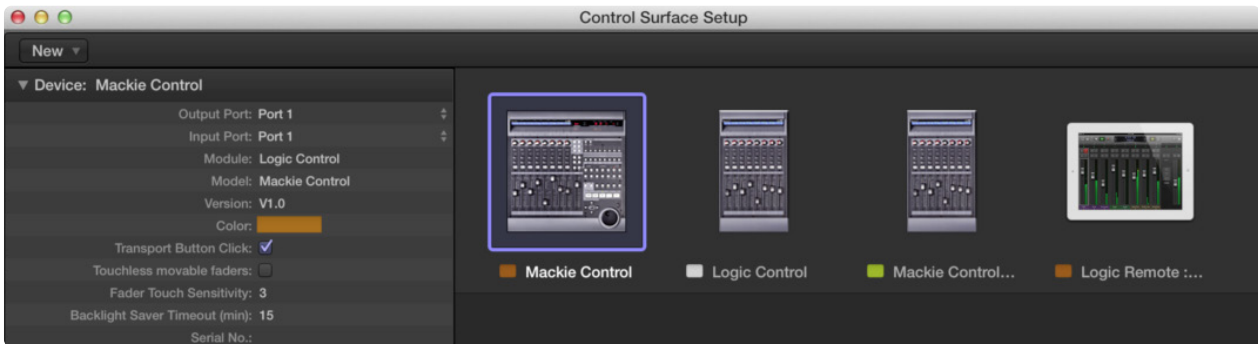 Control Surface Setup
New
Device: Mackie Control
Output Port: Port 1
Input Port: Port 1
Module: Logic Control
Model: Mackie Control
Version: V1.0
Color:
Transport Button Click:
Touchless movable faders:
Fader Touch Sensitivity: 3
Backlight Saver Timeout (min): 15
Serial No.:
Mackie Control
Logic Control
Mackie Control...
Logic Remote :...